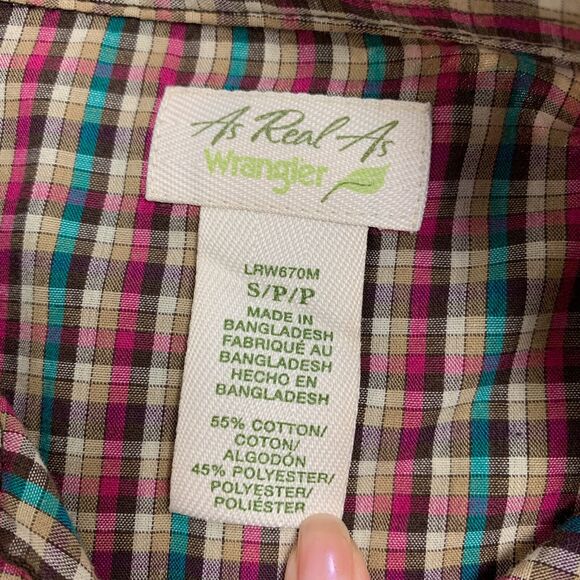 As Real As
Wrangler
LRW670M
S/P/P
MADE IN
BANGLADESH
FABRIQUÉ AU
BANGLADESH
HECHO EN
BANGLADESH
55% COTTON/
COTON/
ALGODÓN
45% POLYESTER/
POLYESTER/
POLIÉSTER